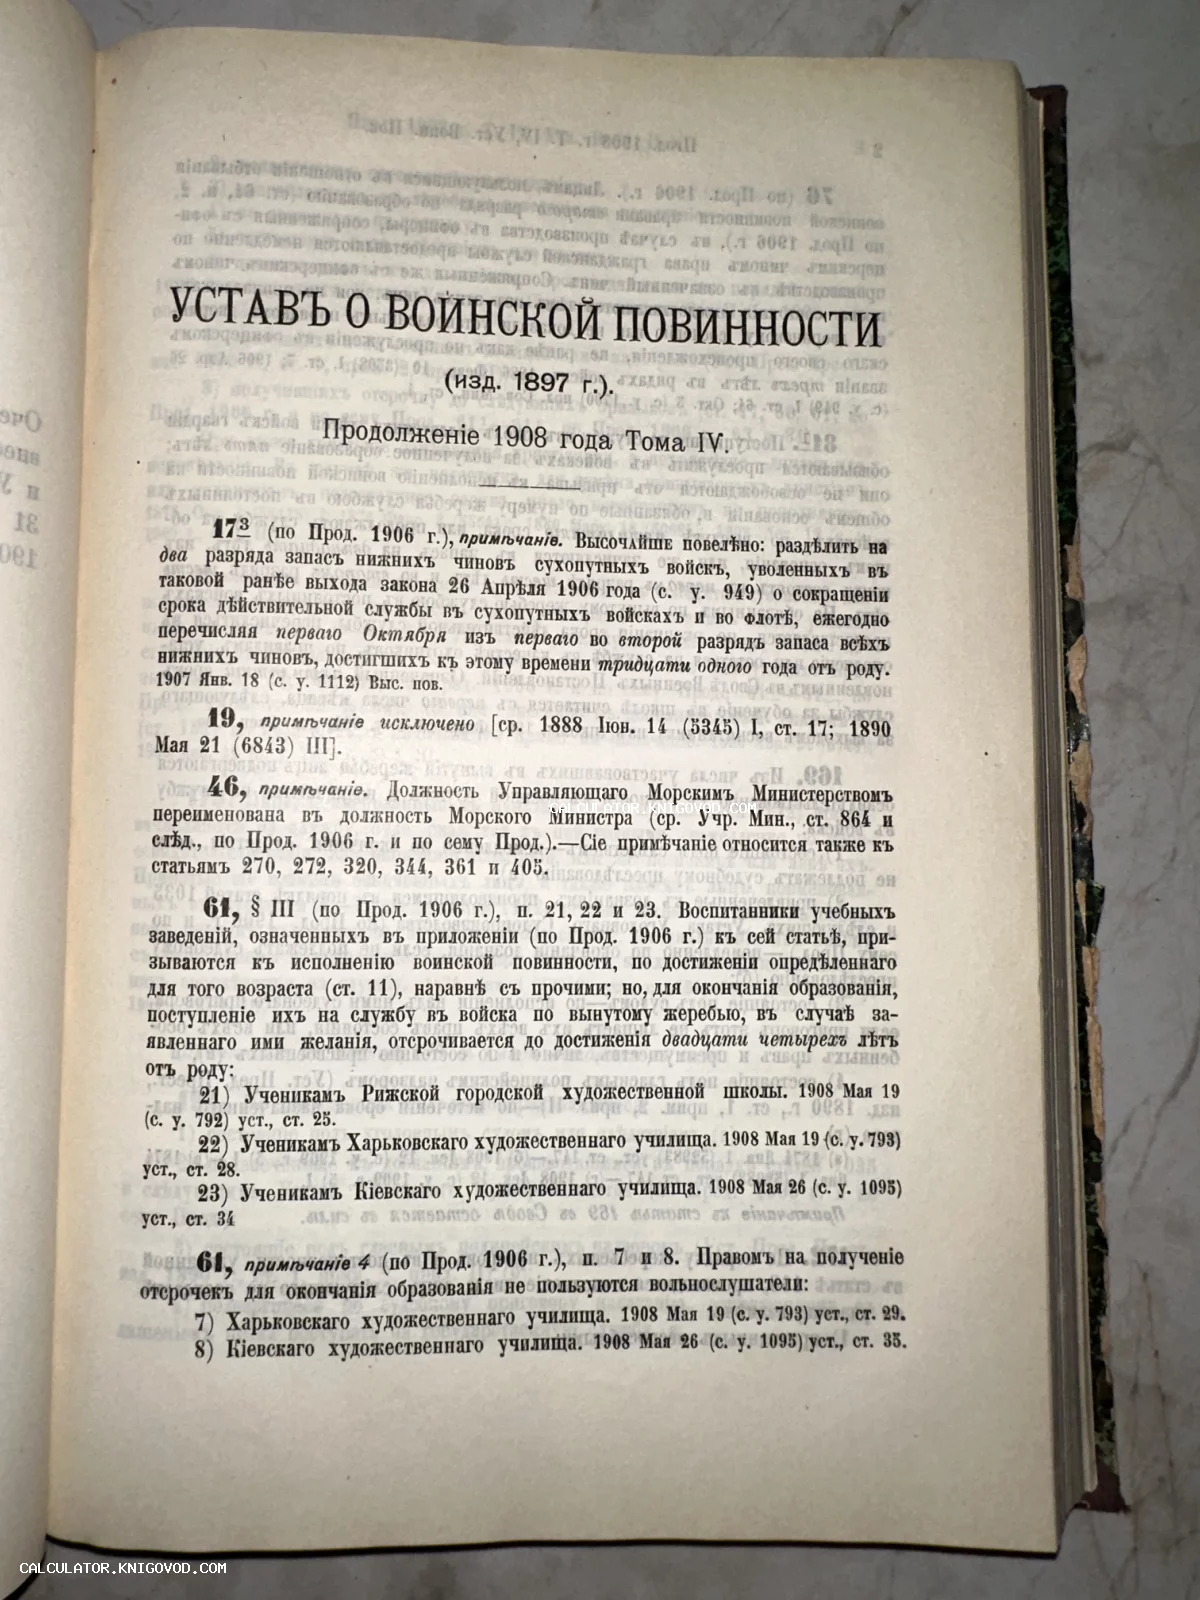 УСТАВЪ О ВОИНСКОЙ ПОВИННОСТИ
(изд. 1897 г.).
Продолженіе 1908 года Тома IV.
17³ (по Прод. 1906 г.), примѣчаніе. Высочайше повелѣно: раздѣлить на
два разряда запасъ нижнихъ чиновъ сухопутныхъ войскъ, уволенныхъ въ
таковой ранѣе выхода закона 26 Апрѣля 1906 года (с. у. 949) о сокращеніи
срока дѣйствительной службы въ сухопутныхъ войскахъ и во флотѣ, ежегодно
перечисляя перваго Октября изъ перваго во второй разрядъ запаса всѣхъ
нижнихъ чиновъ, достигшихъ къ этому времени тридцати одного года отъ роду.
1907 Янв. 18 (с. у. 1112) Выс. пов.
19, примѣчаніе исключено [ср. 1888 Іюн. 14 (5345) I, ст. 17; 1890
Мая 21 (6843) III].
46, примѣчаніе. Должность Управляющаго Морскимъ Министерствомъ
CALCULATOR.KNIGOVOD.COM
переименована въ должность Морского Министра (ср. Учр. Мин., ст. 864 и
слѣд., по Прод. 1906 г. и по сему Прод.).—Сіе примѣчаніе относится также къ
статьямъ 270, 272, 320, 344, 361 и 405.
61, § III (по Прод. 1906 г.), п. 21, 22 и 23. Воспитанники учебныхъ
заведеній, означенныхъ въ приложеніи (по Прод. 1906 г.) къ сей статьѣ, при-
зываются къ исполненію воинской повинности, по достиженіи опредѣленнаго
для того возраста (ст. 11), наравнѣ съ прочими; но, для окончанія образованія,
поступленіе ихъ на службу въ войска по вынутому жеребью, въ случаѣ за-
явленнаго ими желанія, отсрочивается до достиженія двадцати четырехъ лѣтъ
отъ роду:
21) Ученикамъ Рижской городской художественной школы. 1908 Мая 19
(с. у. 792) уст., ст. 25.
22) Ученикамъ Харьковскаго художественнаго училища. 1908 Мая 19 (с. у. 793)
уст., ст. 28.
23) Ученикамъ Кіевскаго художественнаго училища. 1908 Мая 26 (с. у. 1095)
уст., ст. 34
61, примѣчаніе 4 (по Прод. 1906 г.), п. 7 и 8. Правомъ на полученіе
отсрочекъ для окончанія образованія не пользуются вольнослушатели:
7) Харьковскаго художественнаго училища. 1908 Мая 19 (с. у. 793) уст., ст. 29.
8) Кіевскаго художественнаго училища. 1908 Мая 26 (с. у. 1095) уст., ст. 35.
CALCULATOR.KNIGOVOD.COM